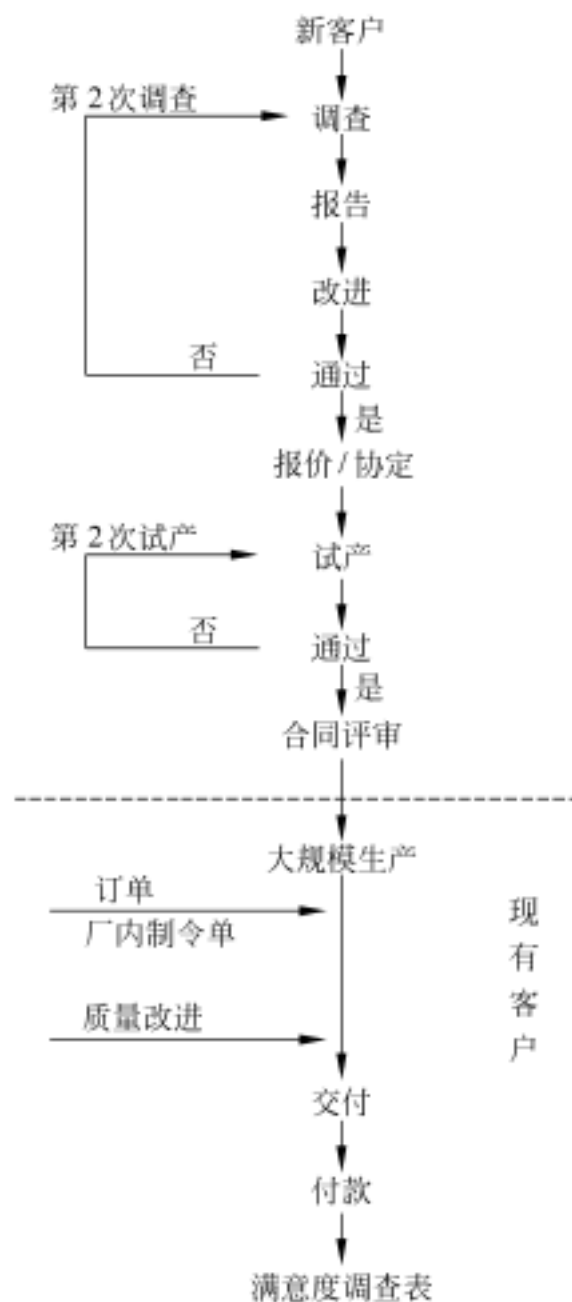 新客户
第2次调查
调查
报告
改进
否
通过
是
报价/协定
第2次试产
试产
否
通过
是
合同评审
大规模生产
订单
厂内制令单
现有客户
质量改进
交付
付款
满意度调查表